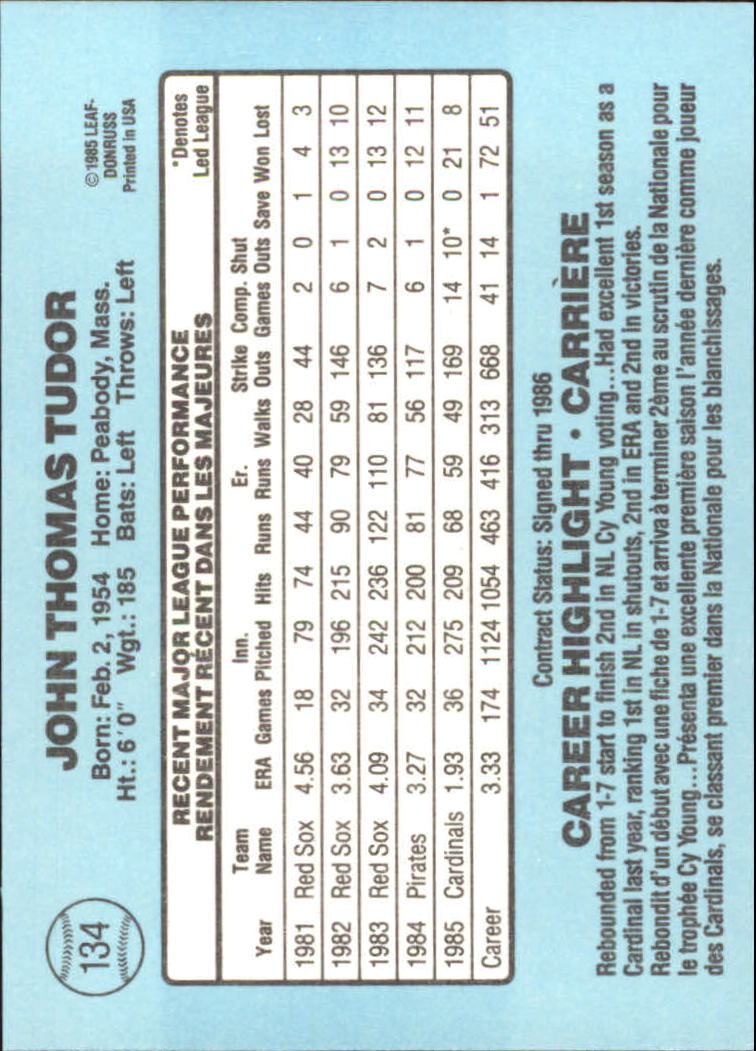 134
JOHN THOMAS TUDOR
Born: Feb. 2, 1954 Home: Peabody, Mass.
Ht.: 6'0" Wgt.: 185 Bats: Left Throws: Left
©1985 LEAF-
DONRUSS
Printed in USA
RECENT MAJOR LEAGUE PERFORMANCE
RENDEMENT RÉCENT DANS LES MAJEURES
*Denotes
Led League
Team Inn. Er. Strike Comp. Shut
Year Name ERA Games Pitched Hits Runs Runs Walks Outs Games Outs Save Won Lost
1981 Red Sox 4.56 18 79 74 44 40 28 44 2 0 1 4 3
1982 Red Sox 3.63 32 196 215 90 79 59 146 6 1 0 13 10
1983 Red Sox 4.09 34 242 236 122 110 81 136 7 2 0 13 12
1984 Pirates 3.27 32 212 200 81 77 56 117 6 1 0 12 11
1985 Cardinals 1.93 36 275 209 68 59 49 169 14 10* 0 21 8
Career 3.33 174 1124 1054 463 416 313 668 41 14 1 72 51
Contract Status: Signed thru 1986
CAREER HIGHLIGHT • CARRIÈRE
Rebounded from 1-7 start to finish 2nd in NL Cy Young voting...Had excellent 1st season as a
Cardinal last year, ranking 1st in NL in shutouts, 2nd in ERA and 2nd in victories.
Rebondit d'un début avec une fiche de 1-7 et arriva à terminer 2ème au scrutin de la Nationale pour
le trophée Cy Young...Présenta une excellente première saison l'année dernière comme joueur
des Cardinals, se classant premier dans la Nationale pour les blanchissages.